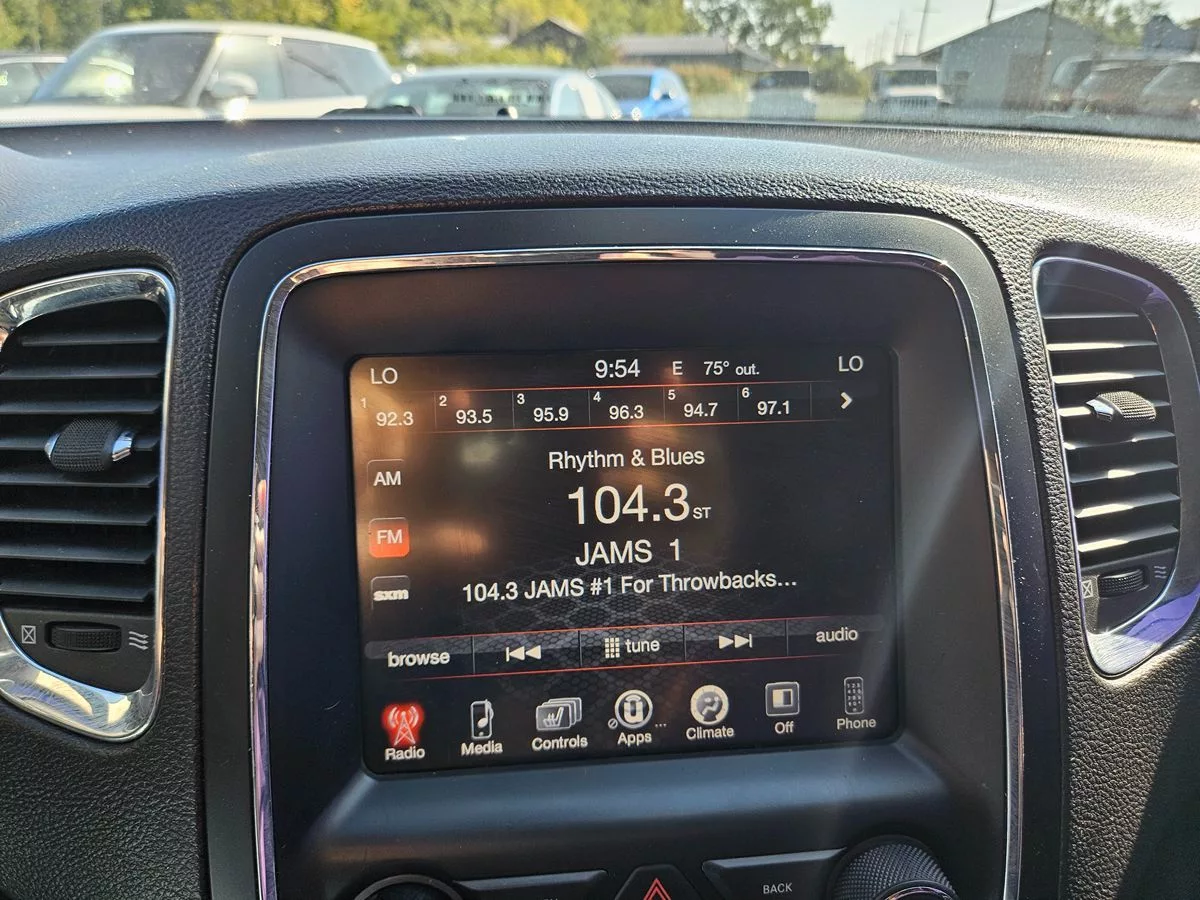 LO 9:54 E 75° out. LO
1 92.3 2 93.5 3 95.9 4 96.3 5 94.7 6 97.1
Rhythm & Blues
AM
104.3 ST
FM
JAMS 1
104.3 JAMS #1 For Throwbacks...
sxm
browse tune audio
Radio Media Controls Apps ... Climate Off Phone
BACK